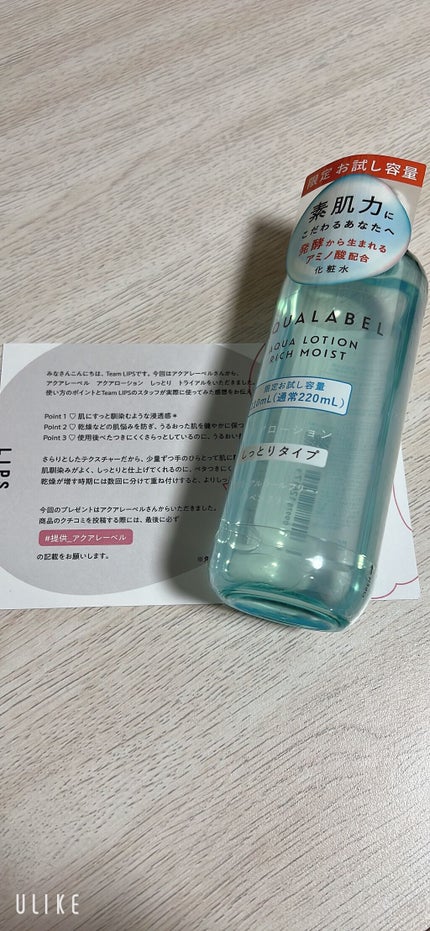 限定 お試し容量
素肌力に
こだわるあなたへ
発酵から生まれる
アミノ酸配合
化粧水
QUALABEL
AQUA LOTION
RICH MOIST
限定お試し容量
mL(通常220mL)
ローション
しっとりタイプ
LIPS
みなさんこんにちは、Team LIPSです。今回はアクアレーベルさんから、
アクアレーベル アクアローション しっとり トライアルをいただきました
使い方のポイントとTeam LIPSのスタッフが実際に使ってみた感想をお伝え
Point 1 ♡ 肌にすっと馴染むような浸透感*
Point 2 ♡ 乾燥などの肌悩みを防ぎ、うるおった肌を健やかに保つ
Point 3 ♡ 使用後べたつきにくくさらっとしているのに、うるおい
さらりとしたテクスチャーだから、少量ずつ手のひらとって肌に
肌馴染みがよく、しっとりと仕上げてくれるのに、ベタつきにく
乾燥が増す時期には数回に分けて重ね付けすると、よりしっ
今回のプレゼントはアクアレーベルさんからいただきました。
商品のクチコミを投稿する際には、最後に必ず
#提供_アクアレーベル
の記載をお願いします。
ULIKE